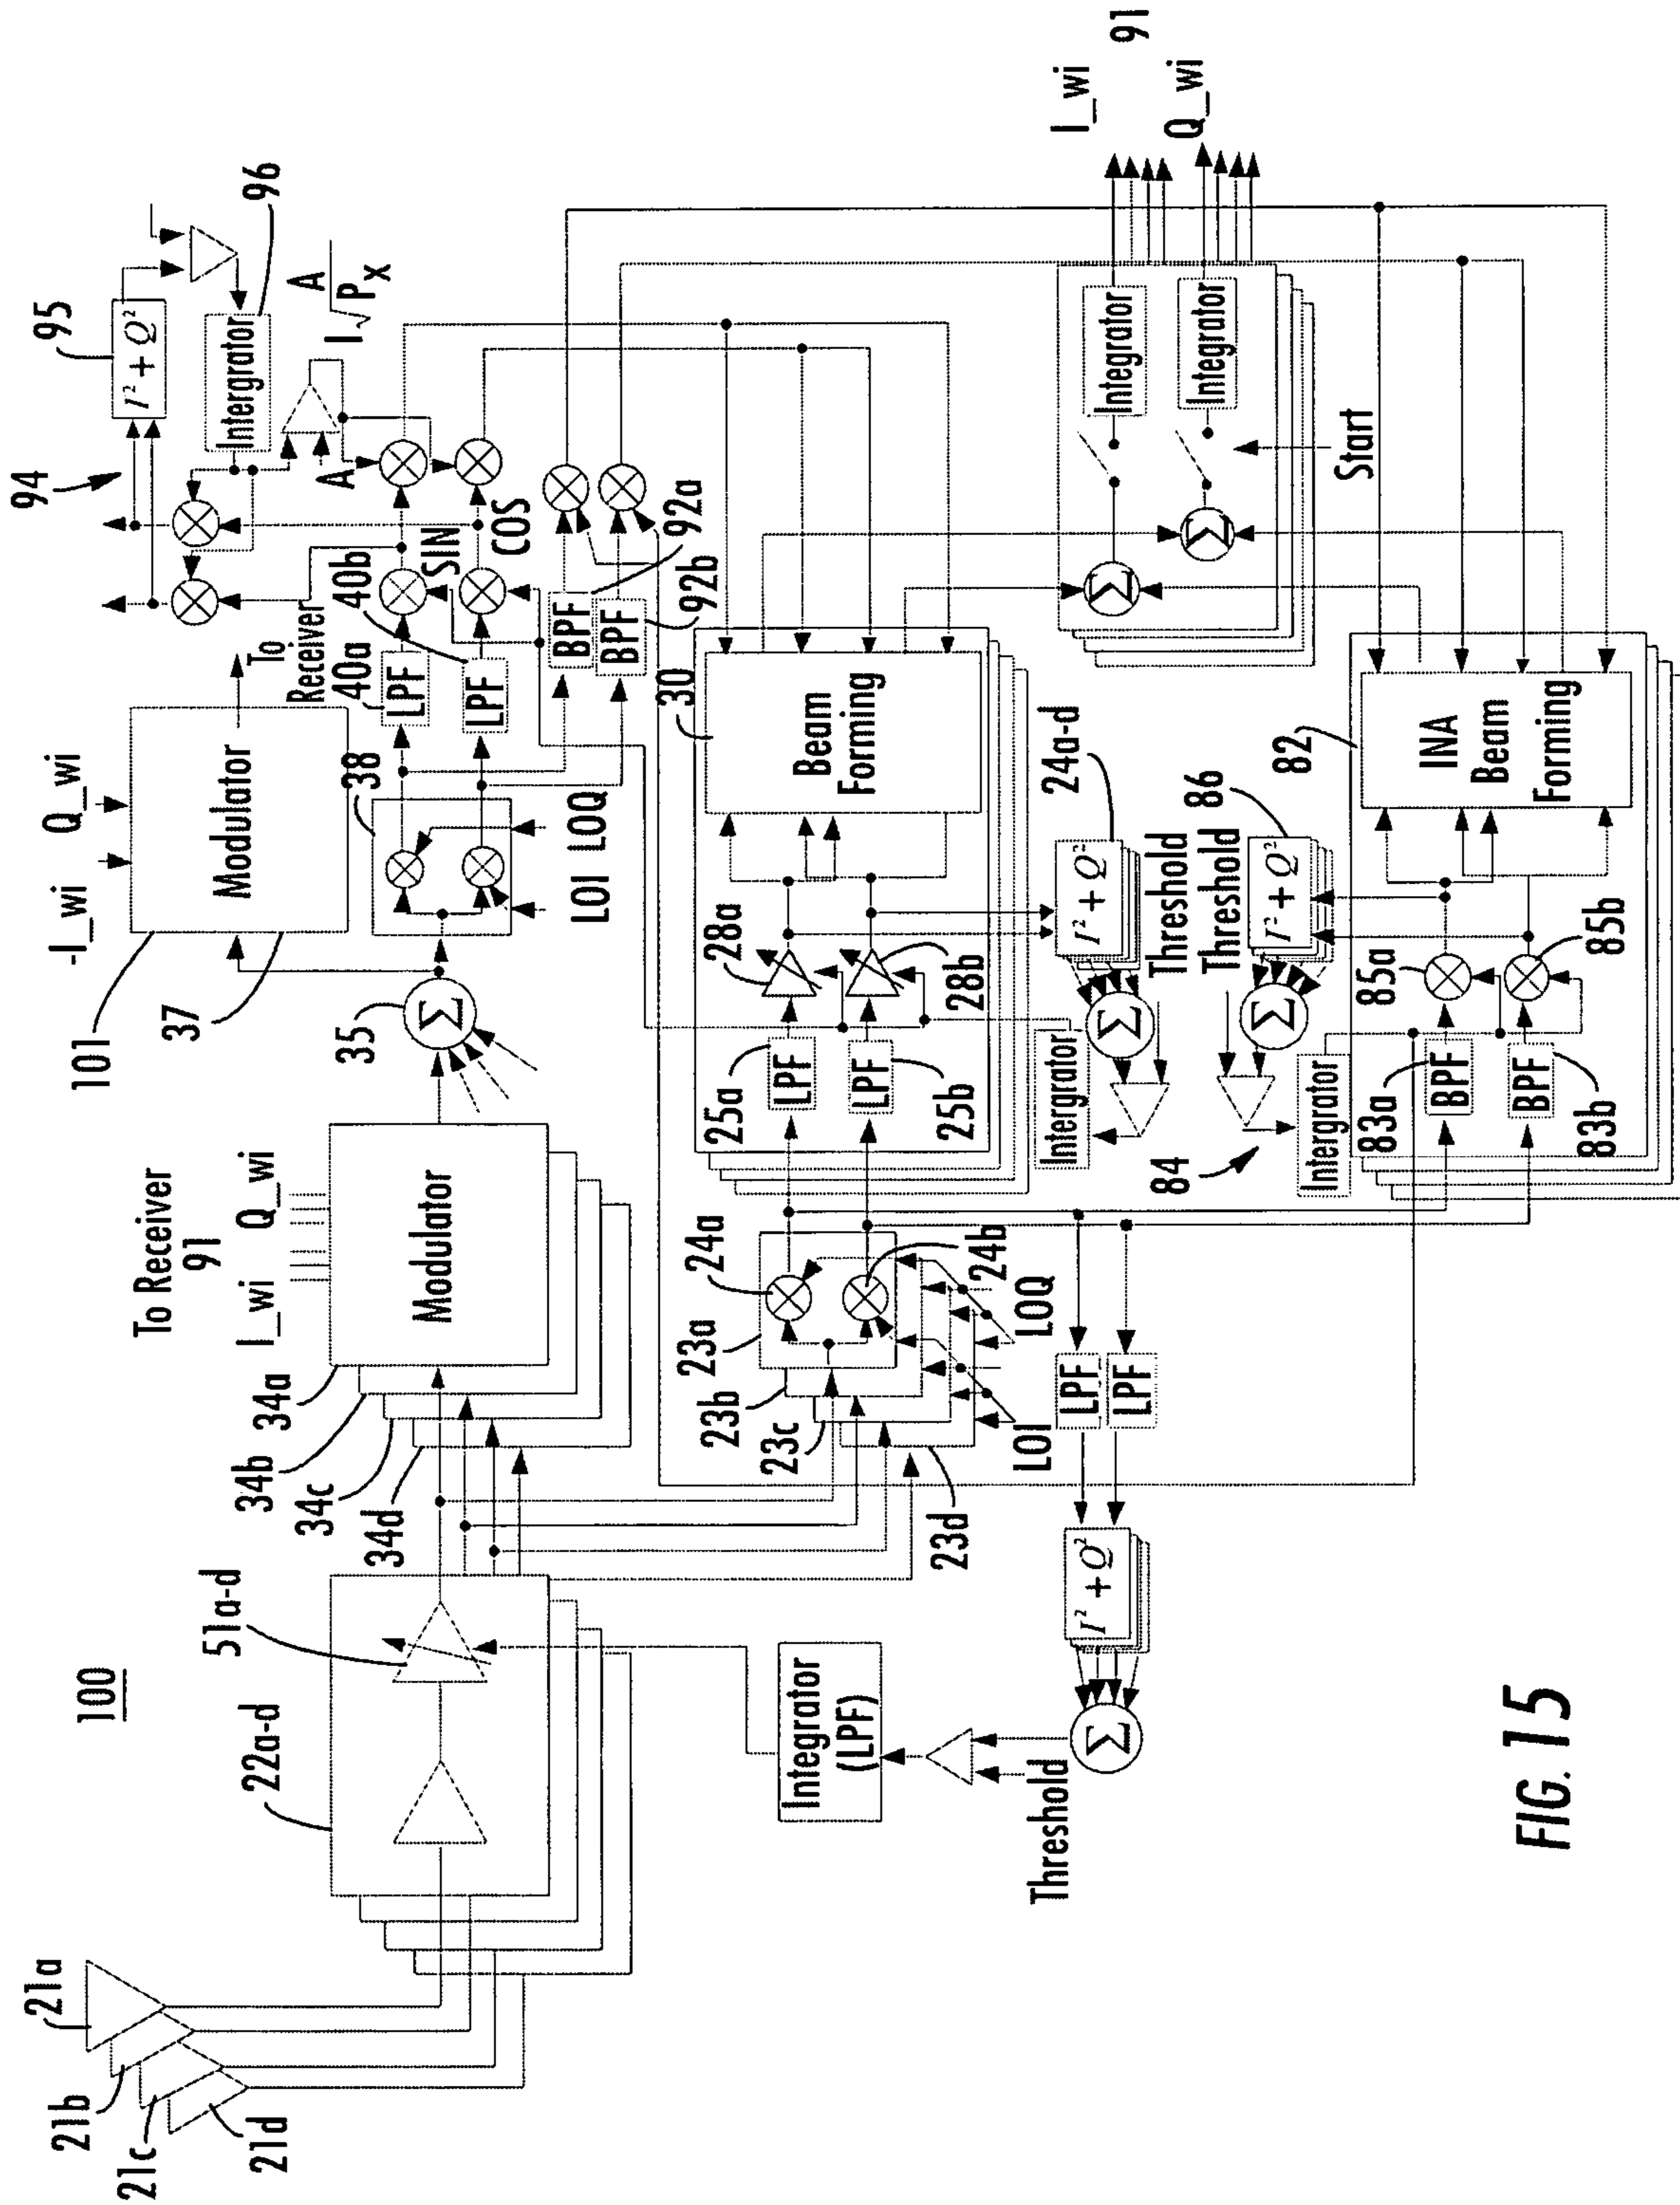 100
21a
21b
21c
21d
22a-d
51a-d
34a
34b
34c
34d
To Receiver
91
I_wi
Q_wi
Modulator
35
Σ
101
37
-I_wi
Q_wi
Modulator
To
Receiver
38
LOI
LOQ
40a
LPF
40b
LPF
SIN
COS
BPF
92a
BPF
92b
94
95
I² + Q²
Intergrator
96
A
A
I√P_x
23a
23b
23c
23d
24a
24b
LOI
LOQ
25a
LPF
LPF
25b
28a
28b
30
Beam
Forming
24a-d
I² + Q²
Σ
Threshold
Intergrator
Threshold
86
I² + Q²
Σ
84
Intergrator
83a
BPF
BPF
83b
85a
85b
82
INA
Beam
Forming
Σ
Σ
Integrator
Integrator
Start
I_wi
91
Q_wi
LPF
LPF
I² + Q²
Σ
Threshold
Integrator
(LPF)
FIG. 15